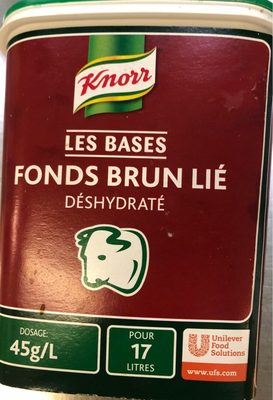 Knorr
LES BASES
FONDS BRUN LIÉ
DÉSHYDRATÉ
DOSAGE:
45g/L
POUR
17
LITRES
Unilever
Food
Solutions
www.ufs.com